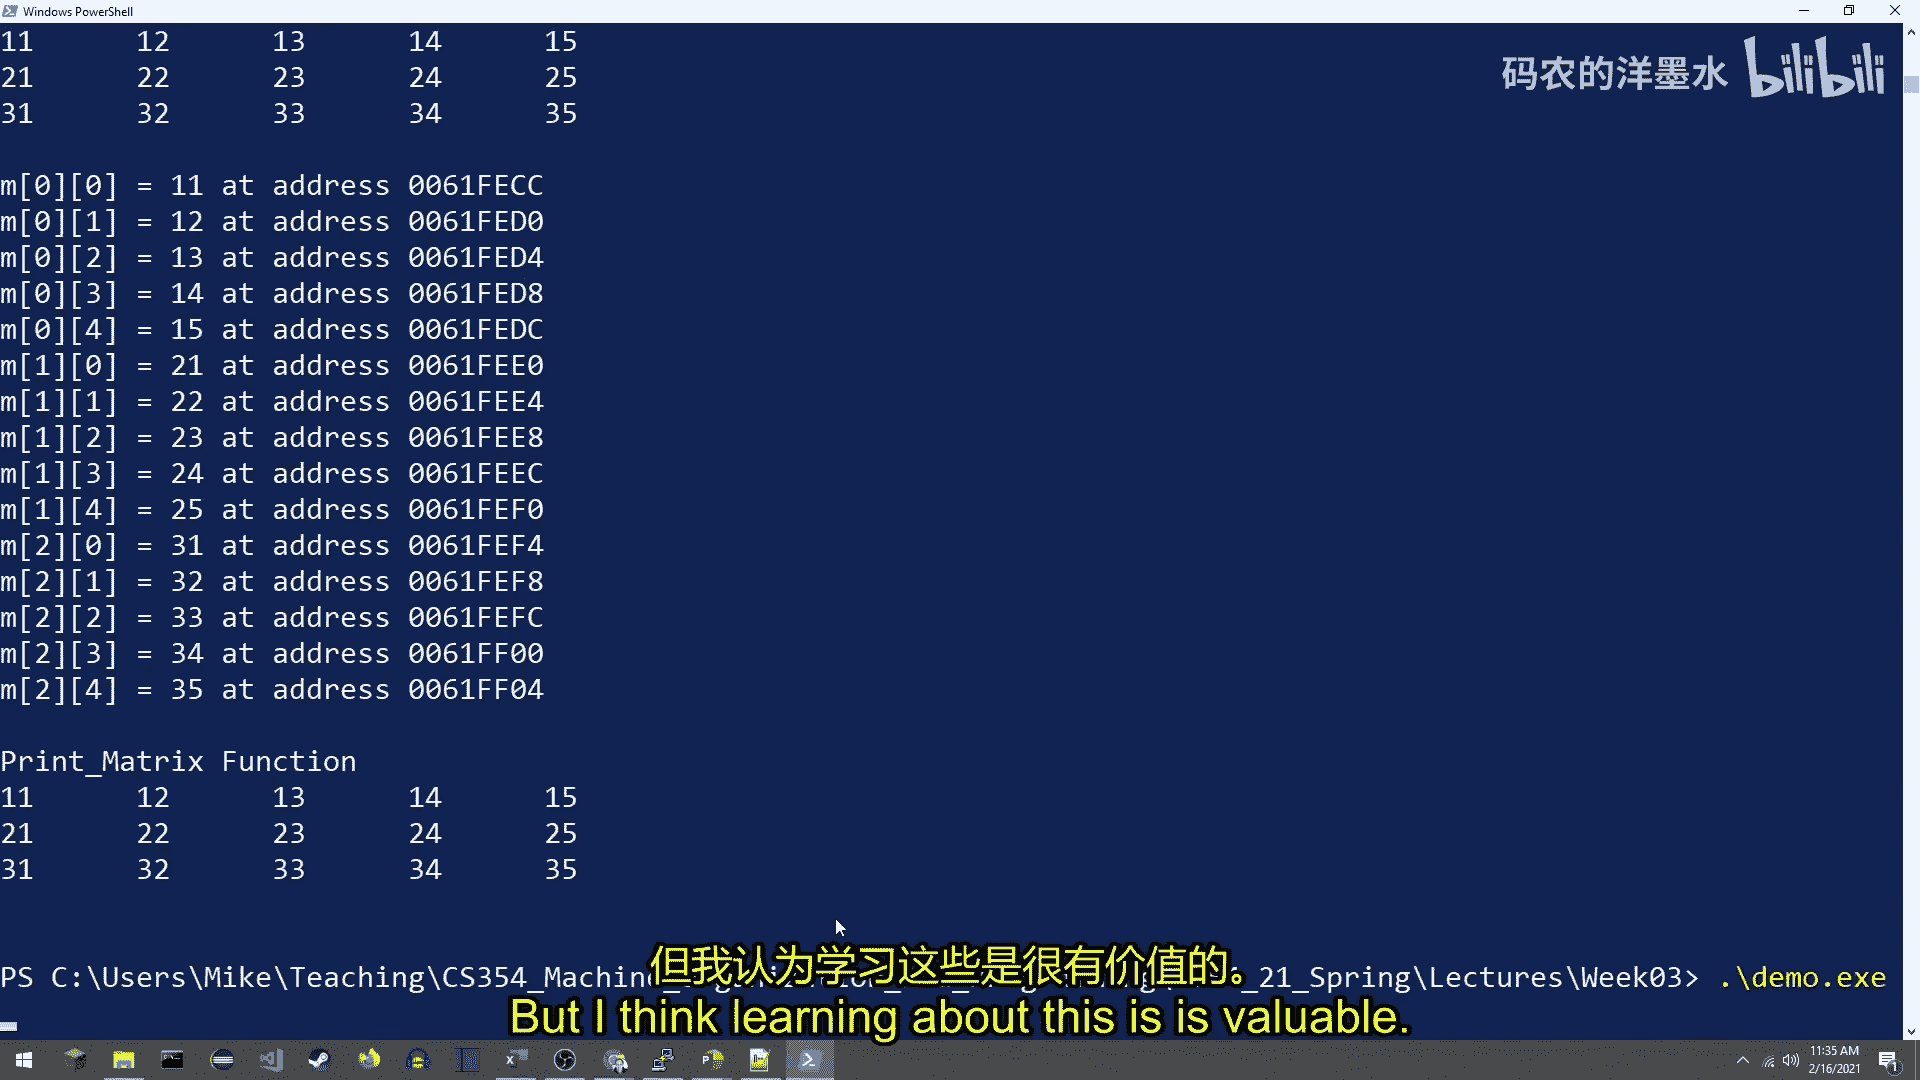 Windows PowerShell
11 12 13 14 15
21 22 23 24 25
31 32 33 34 35
码农的洋墨水 bilibili
m[0][0] = 11 at address 0061FECC
m[0][1] = 12 at address 0061FED0
m[0][2] = 13 at address 0061FED4
m[0][3] = 14 at address 0061FED8
m[0][4] = 15 at address 0061FEDC
m[1][0] = 21 at address 0061FEE0
m[1][1] = 22 at address 0061FEE4
m[1][2] = 23 at address 0061FEE8
m[1][3] = 24 at address 0061FEEC
m[1][4] = 25 at address 0061FEF0
m[2][0] = 31 at address 0061FEF4
m[2][1] = 32 at address 0061FEF8
m[2][2] = 33 at address 0061FEFC
m[2][3] = 34 at address 0061FF00
m[2][4] = 35 at address 0061FF04
Print_Matrix Function
11 12 13 14 15
21 22 23 24 25
31 32 33 34 35
PS C:\Users\Mike\Teaching\CS354_Machin _21_Spring\Lectures\Week03> .\demo.exe
但我认为学习这些是很有价值的。
But I think learning about this is is valuable.
11:35 AM
2/16/2021